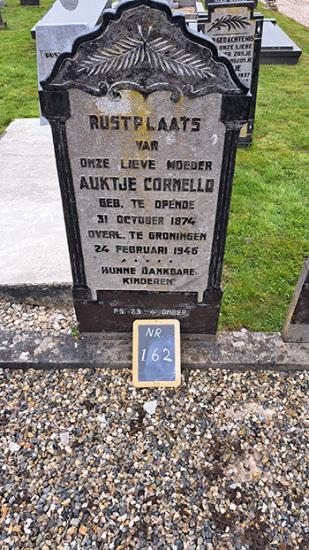 RUSTPLAATS
VAN
ONZE LIEVE MOEDER
AUKTJE CORNELLO
GEB. TE OPENDE
31 OCTOBER 1874
OVERL. TE GRONINGEN
24 FEBRUARI 1946
HUNNE DANKBARE
KINDEREN
NR
162